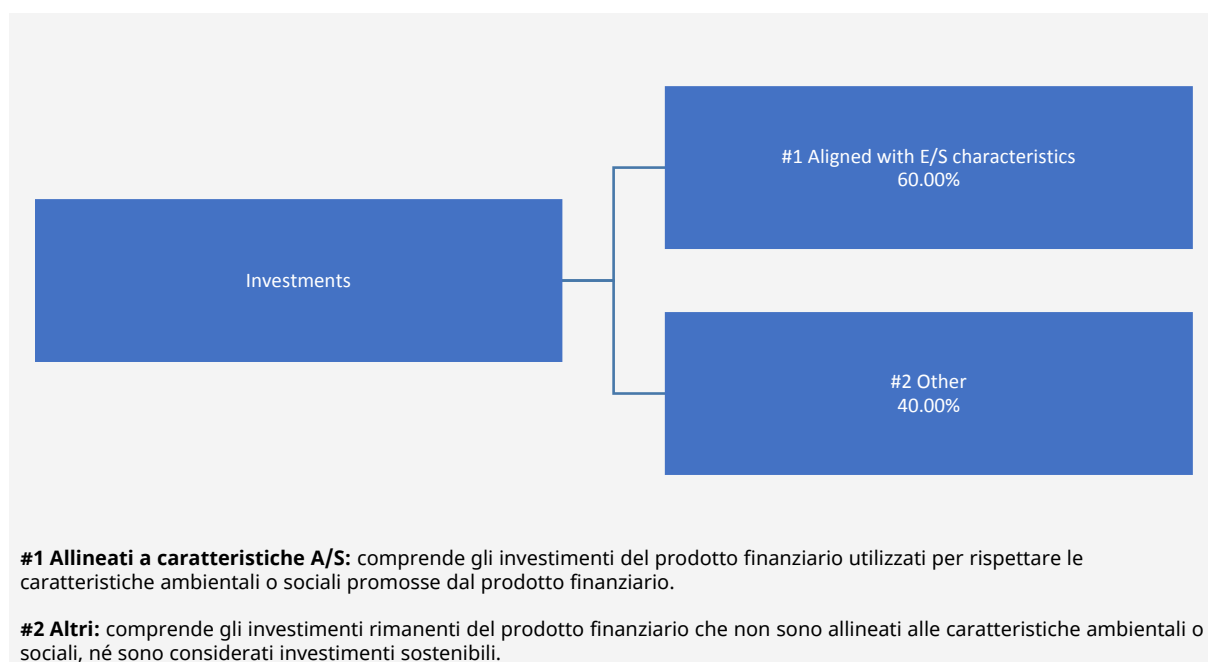 #1 Aligned with E/S characteristics
60.00%
Investments
#2 Other
40.00%
#1 Allineati a caratteristiche A/S: comprende gli investimenti del prodotto finanziario utilizzati per rispettare le
caratteristiche ambientali o sociali promosse dal prodotto finanziario.
#2 Altri: comprende gli investimenti rimanenti del prodotto finanziario che non sono allineati alle caratteristiche ambientali o
sociali, né sono considerati investimenti sostenibili.